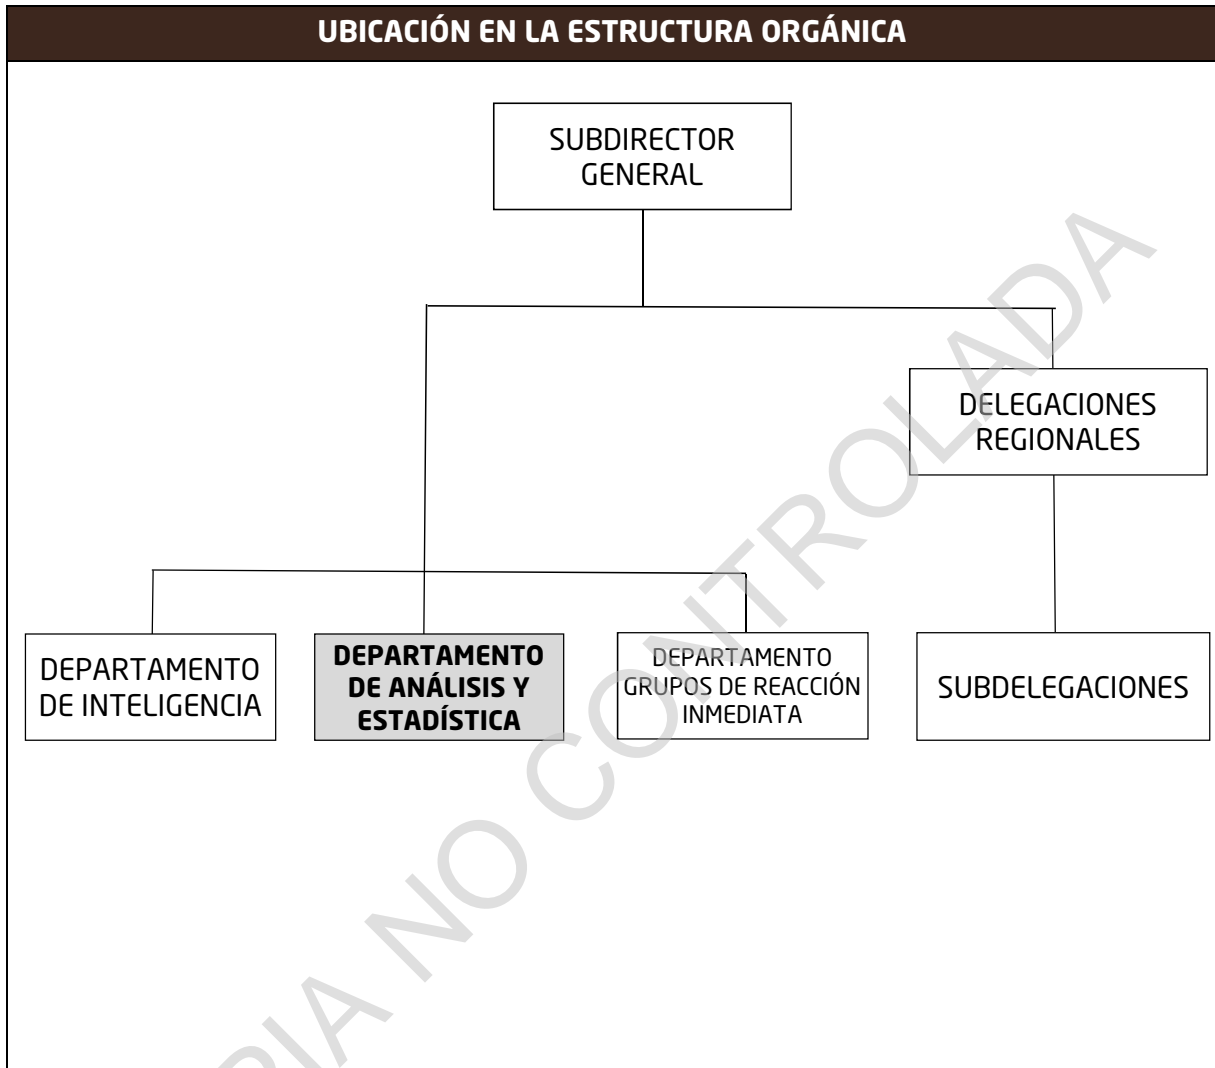 UBICACIÓN EN LA ESTRUCTURA ORGÁNICA
SUBDIRECTOR
GENERAL
DELEGACIONES
REGIONALES
DEPARTAMENTO
DE INTELIGENCIA
DEPARTAMENTO
DE ANÁLISIS Y
ESTADÍSTICA
DEPARTAMENTO
GRUPOS DE REACCIÓN
INMEDIATA
SUBDELEGACIONES
RIA NO CONTROLADA